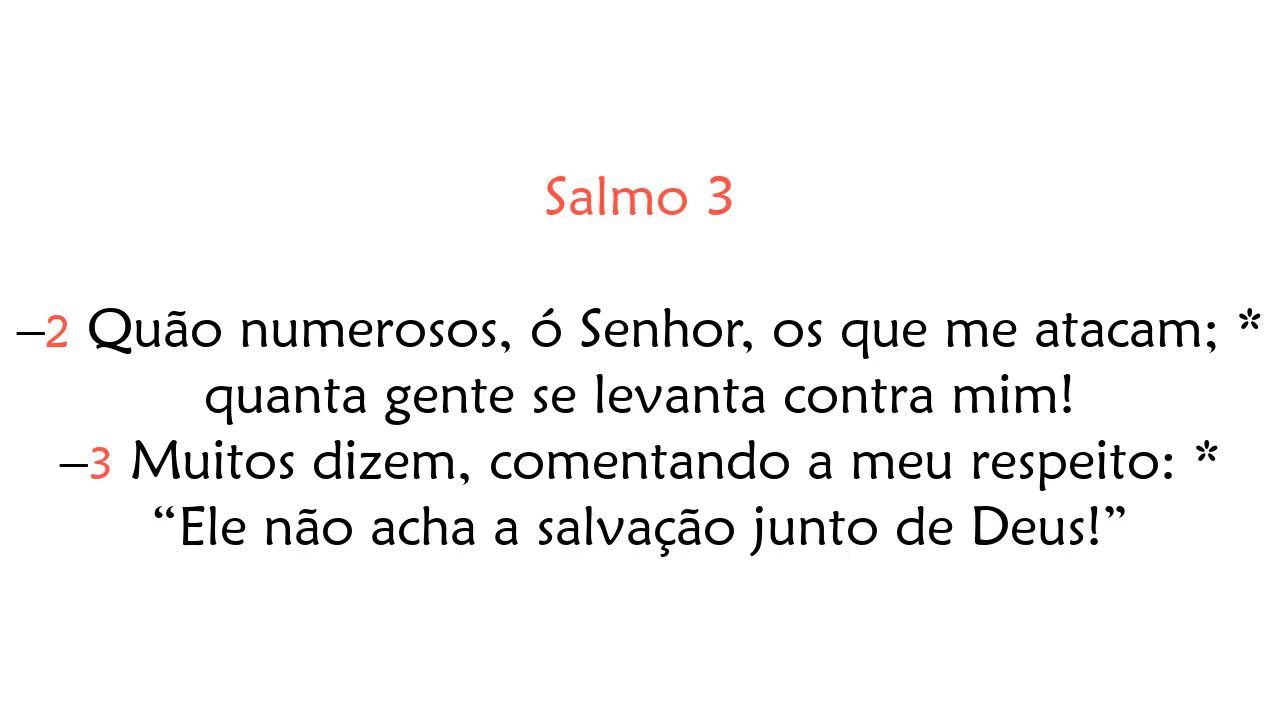 Salmo 3
–2 Quão numerosos, ó Senhor, os que me atacam; *
quanta gente se levanta contra mim!
–3 Muitos dizem, comentando a meu respeito: *
“Ele não acha a salvação junto de Deus!”